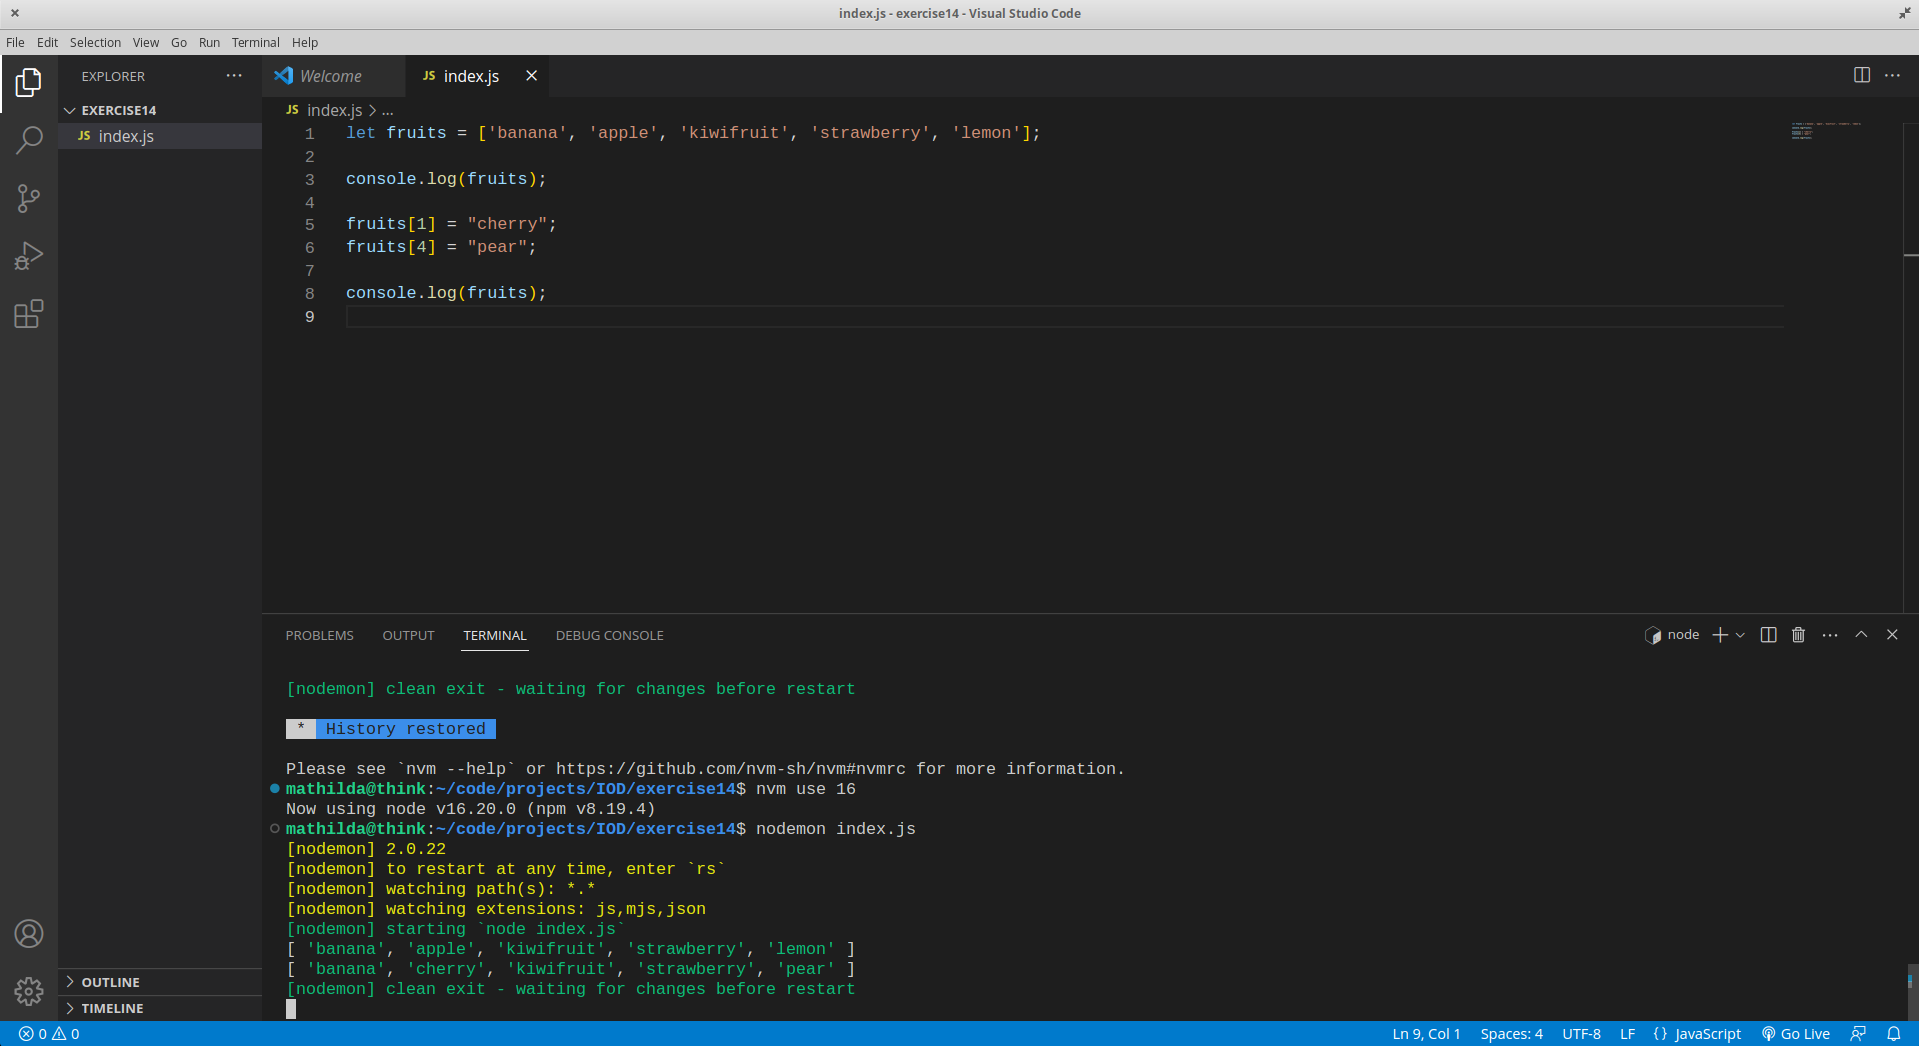 index.js - exercise14 - Visual Studio Code
File Edit Selection View Go Run Terminal Help
EXPLORER
EXERCISE14
JS index.js
OUTLINE
TIMELINE
Welcome
JS index.js
JS index.js > ...
1 let fruits = ['banana', 'apple', 'kiwifruit', 'strawberry', 'lemon'];
2
3 console.log(fruits);
4
5 fruits[1] = "cherry";
6 fruits[4] = "pear";
7
8 console.log(fruits);
9
PROBLEMS OUTPUT TERMINAL DEBUG CONSOLE
node
[nodemon] clean exit - waiting for changes before restart
* History restored
Please see `nvm --help` or https://github.com/nvm-sh/nvm#nvmrc for more information.
mathilda@think:~/code/projects/IOD/exercise14$ nvm use 16
Now using node v16.20.0 (npm v8.19.4)
mathilda@think:~/code/projects/IOD/exercise14$ nodemon index.js
[nodemon] 2.0.22
[nodemon] to restart at any time, enter `rs`
[nodemon] watching path(s): *.*
[nodemon] watching extensions: js,mjs,json
[nodemon] starting `node index.js`
[ 'banana', 'apple', 'kiwifruit', 'strawberry', 'lemon' ]
[ 'banana', 'cherry', 'kiwifruit', 'strawberry', 'pear' ]
[nodemon] clean exit - waiting for changes before restart
0 0
Ln 9, Col 1 Spaces: 4 UTF-8 LF {} JavaScript Go Live